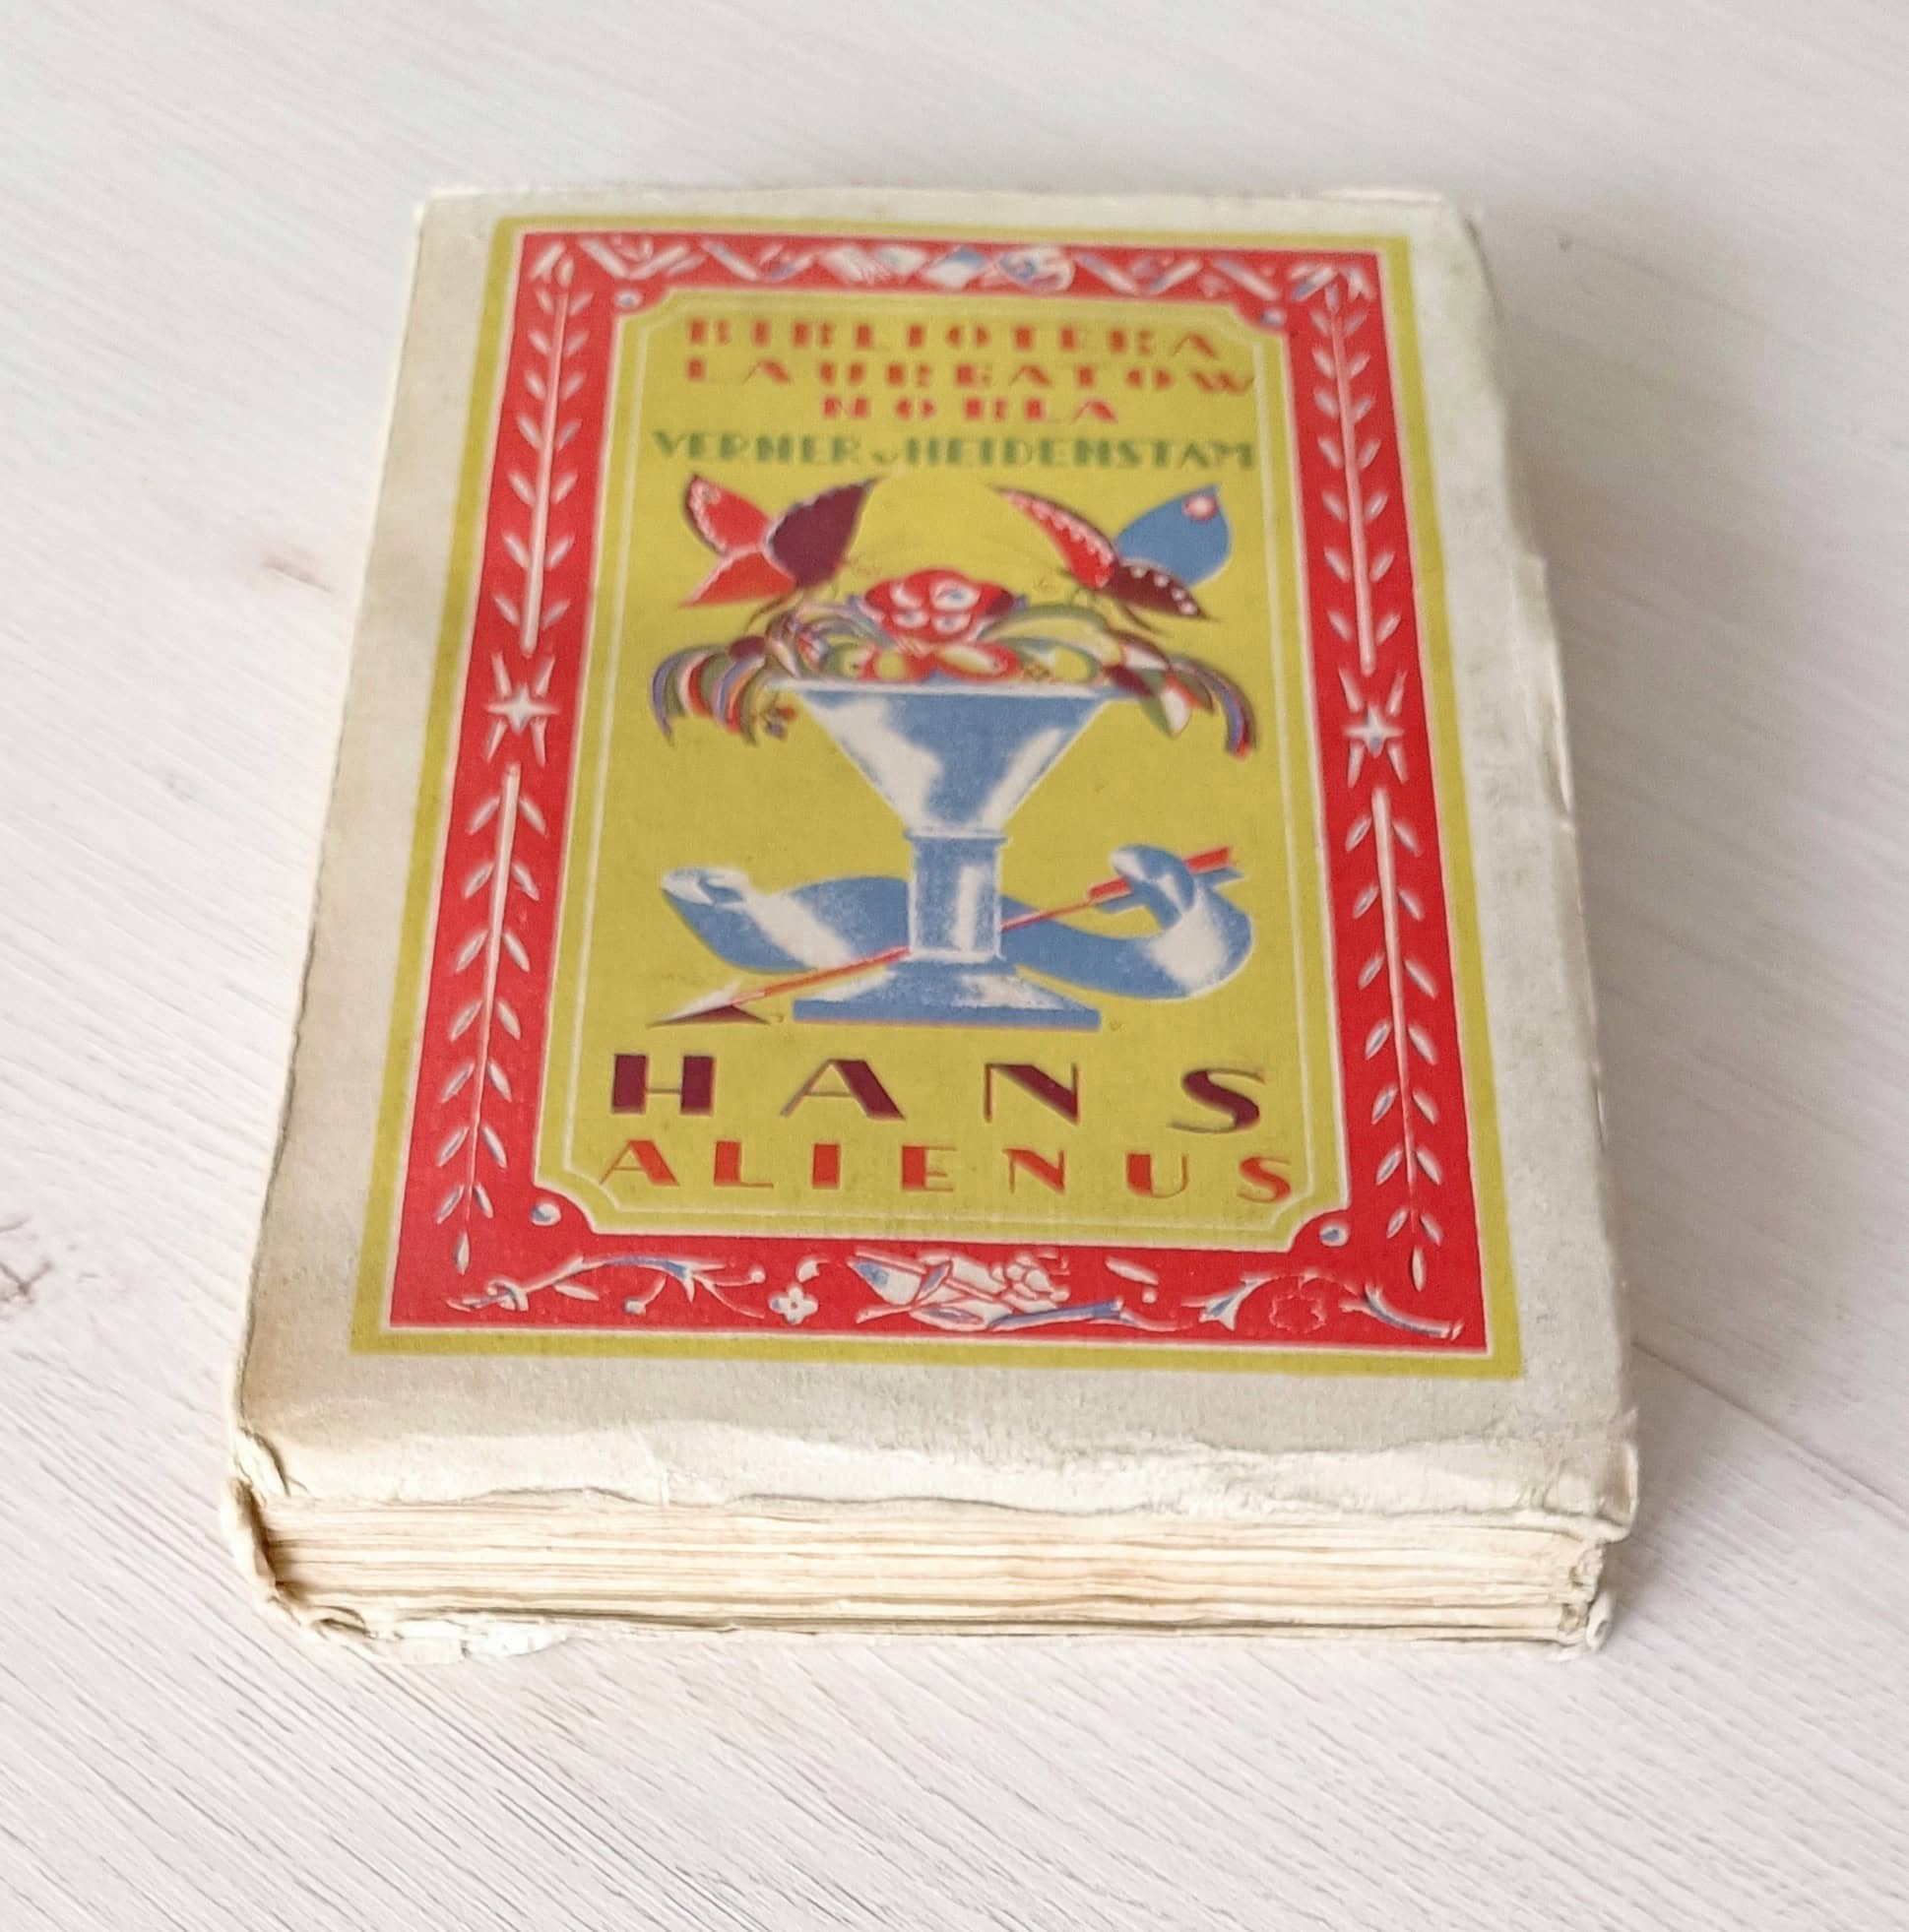 BIBLIOTEKA
LAUREATÓW
NOBLA
VERNER v. HEIDENSTAM
HANS
ALIENUS